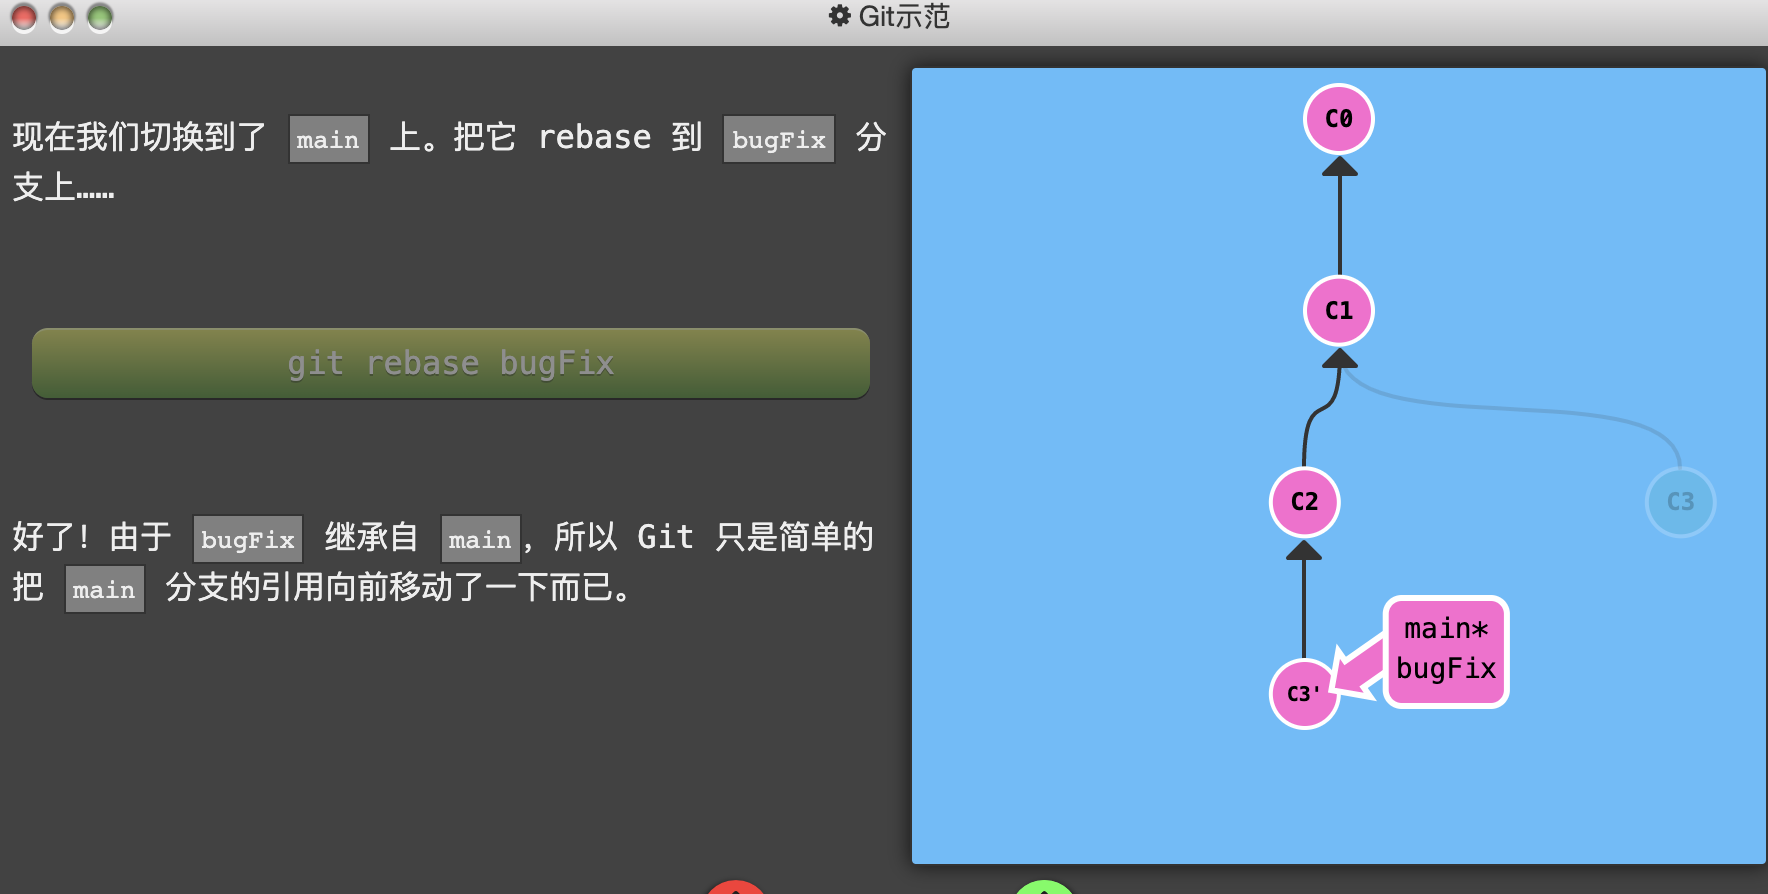 Git示范
现在我们切换到了 main 上。把它 rebase 到 bugFix 分
支上……
git rebase bugFix
好了！由于 bugFix 继承自 main，所以 Git 只是简单的
把 main 分支的引用向前移动了一下而已。
C0
C1
C2
C3
C3'
main*
bugFix